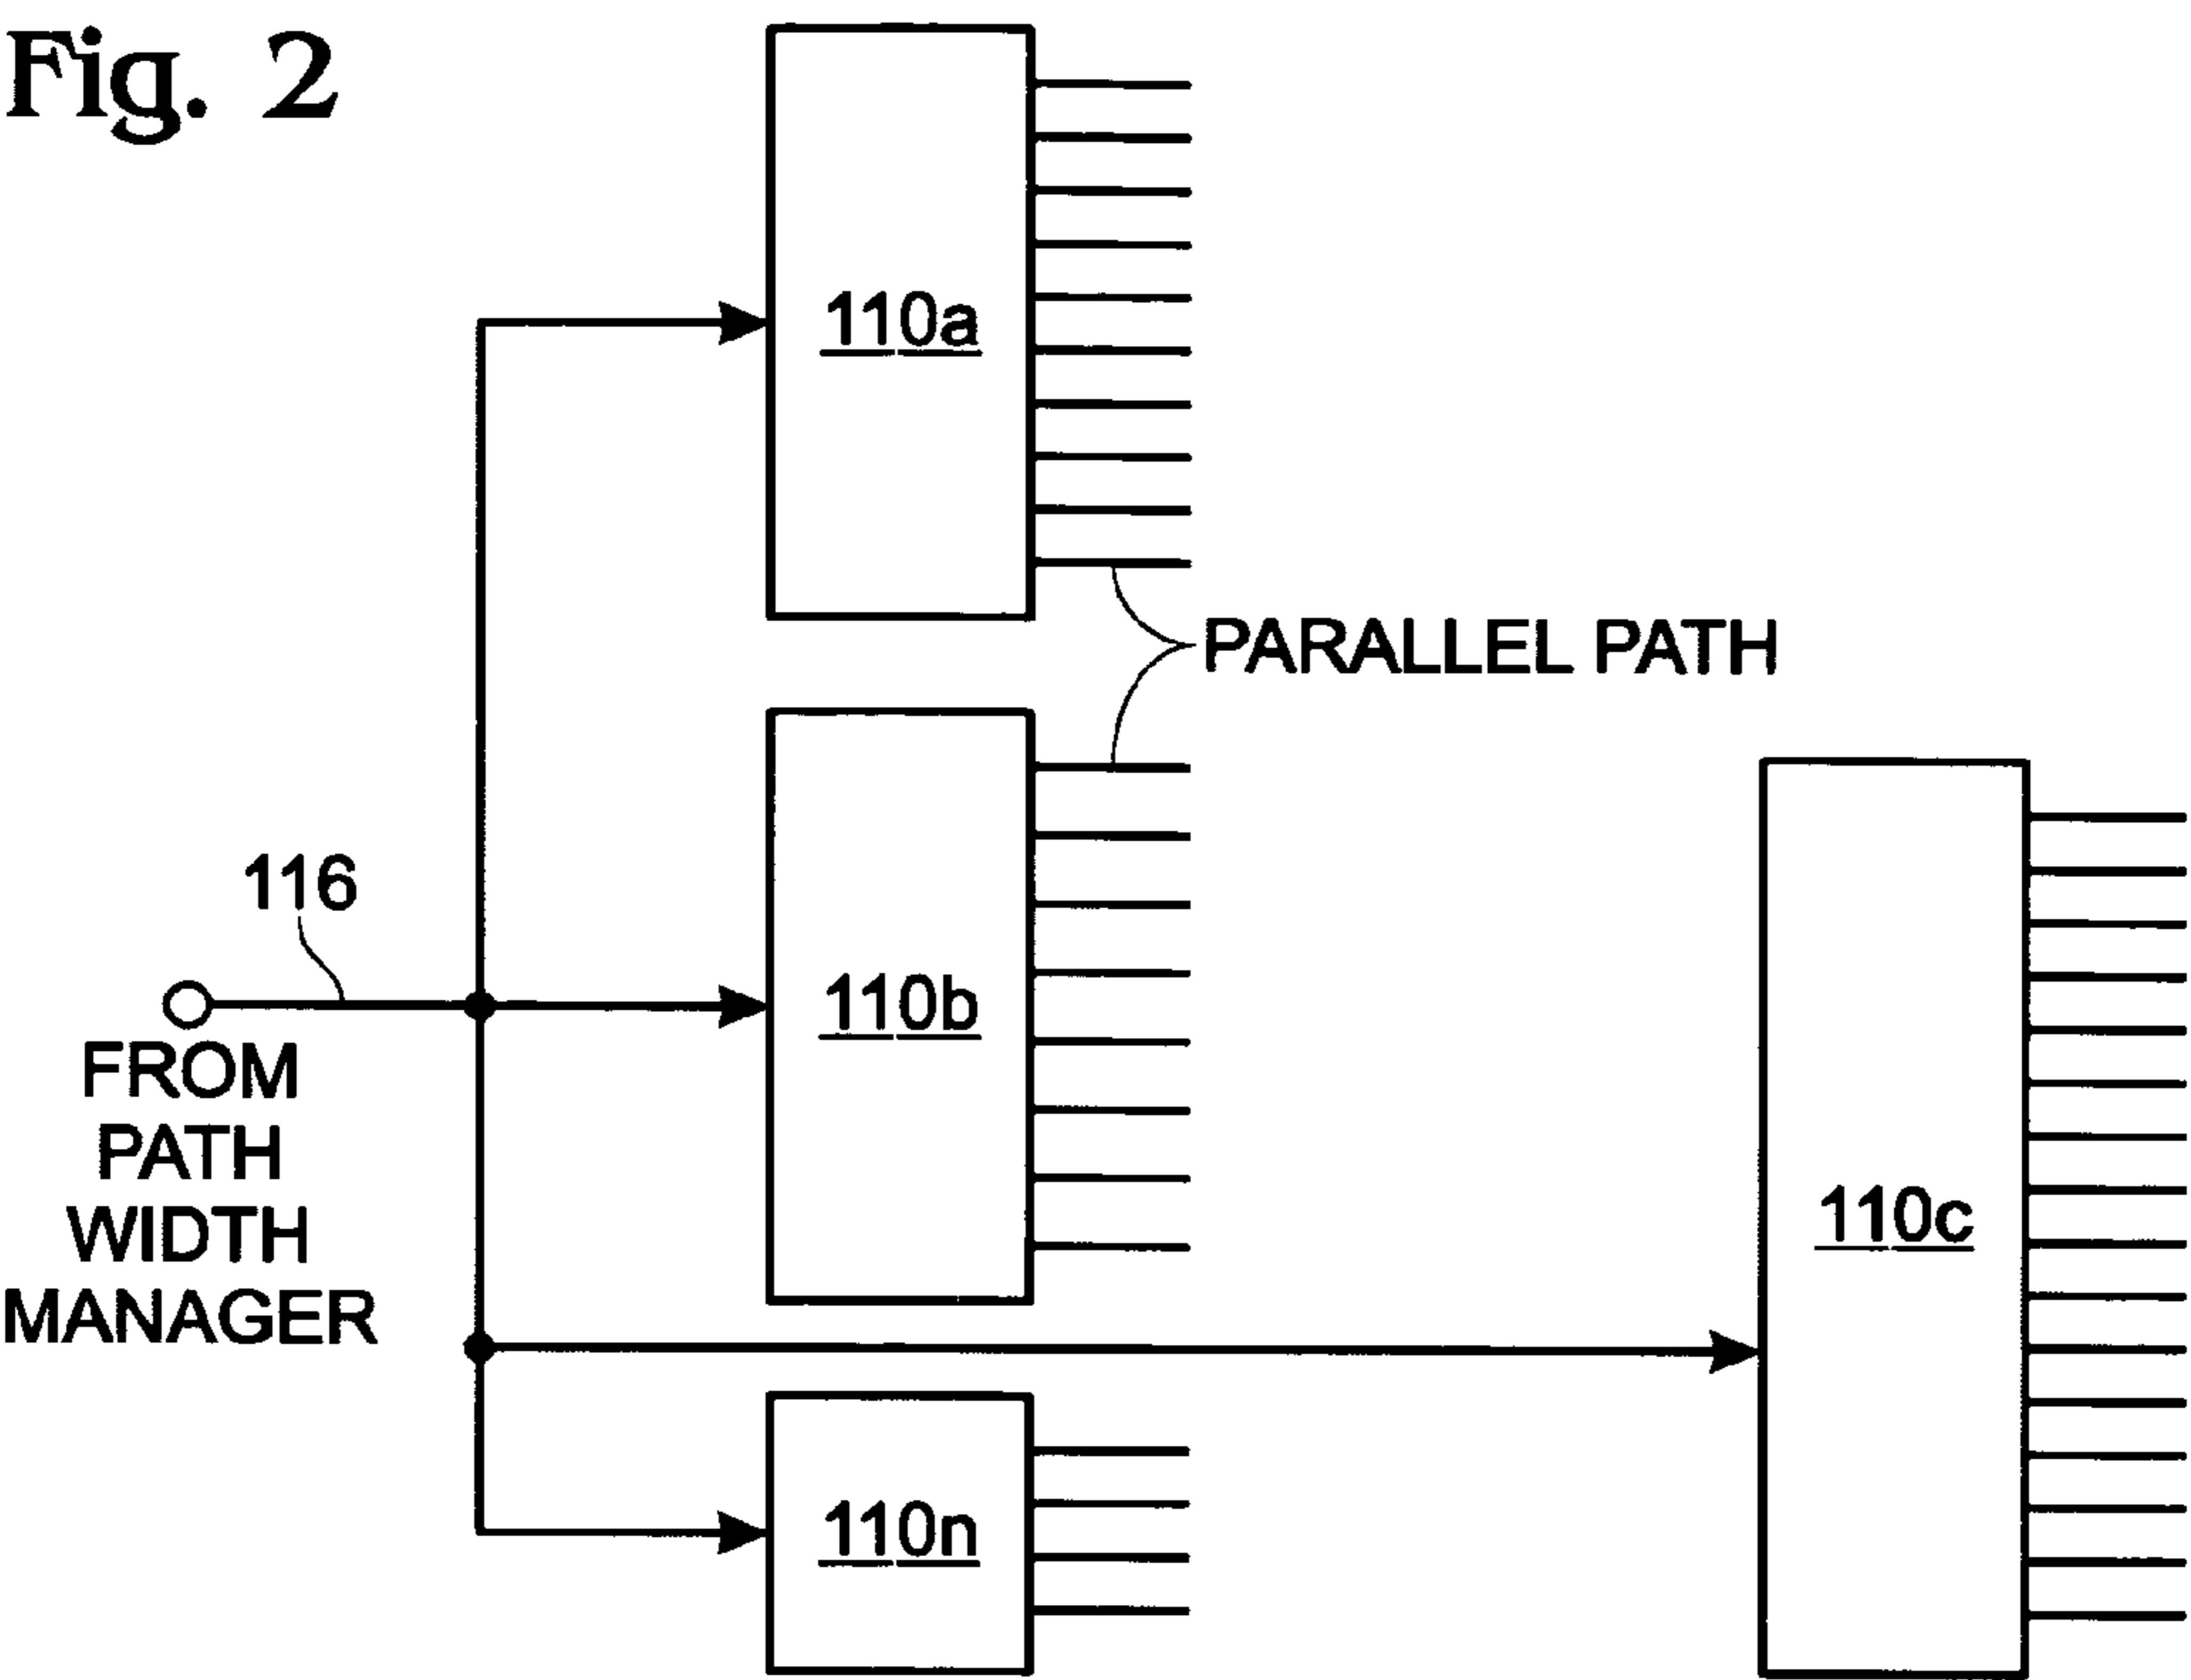 Fig. 2
110a
PARALLEL PATH
116
110b
FROM
PATH
WIDTH
MANAGER
110c
110n